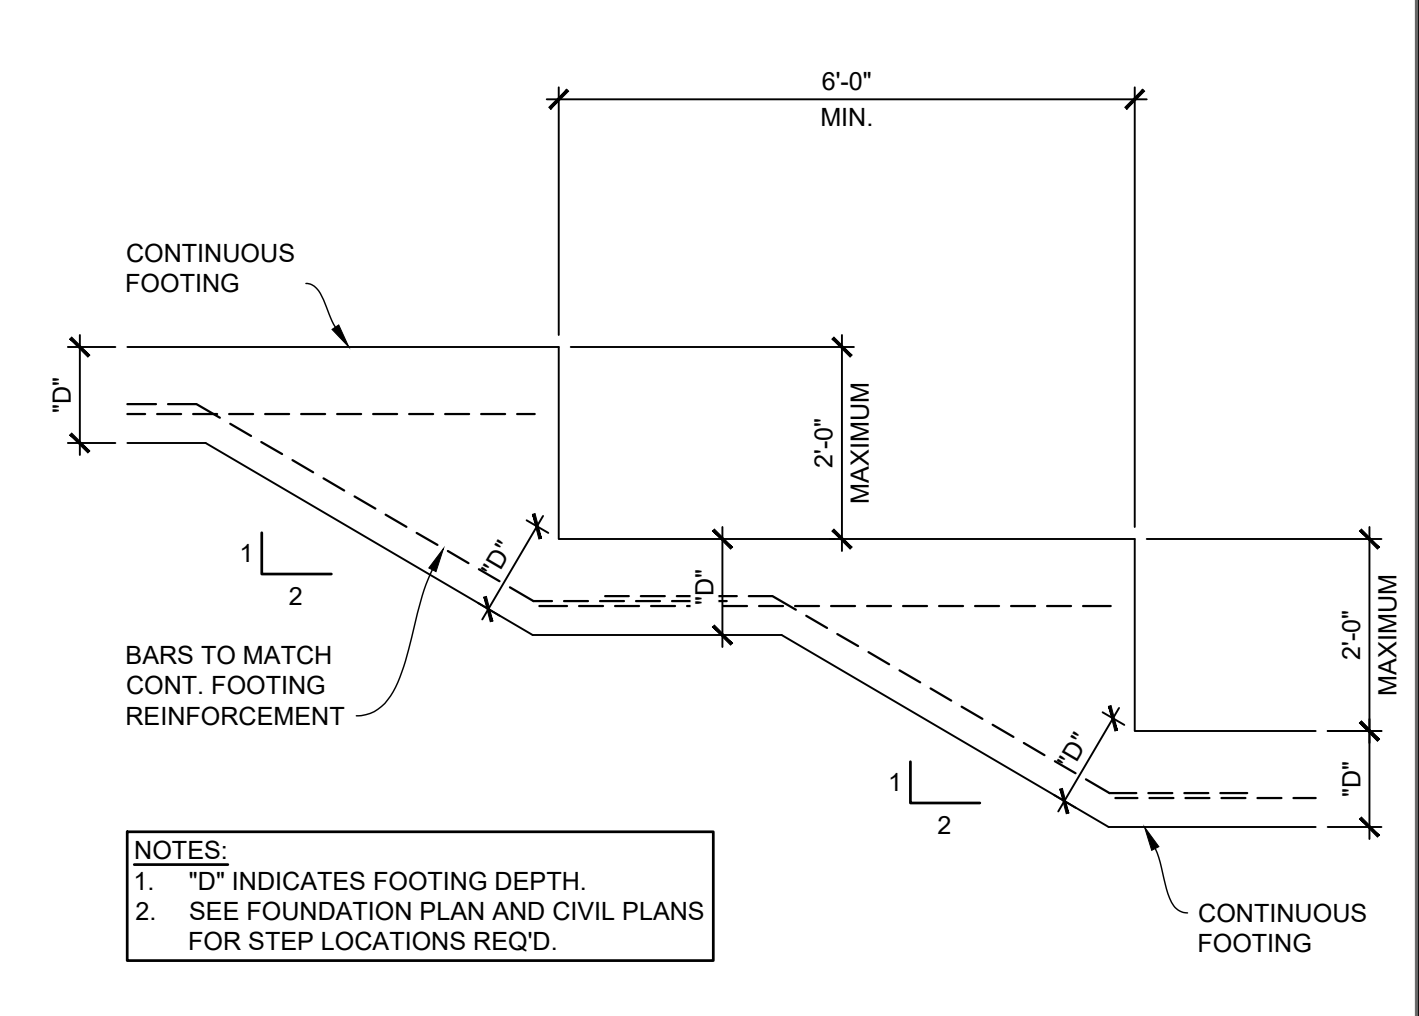 6'-0"
MIN.
CONTINUOUS
FOOTING
"D"
2'-0"
MAXIMUM
1
2
"D"
"D"
BARS TO MATCH
CONT. FOOTING
REINFORCEMENT
2'-0"
MAXIMUM
"D"
"D"
1
2
NOTES:
1. "D" INDICATES FOOTING DEPTH.
2. SEE FOUNDATION PLAN AND CIVIL PLANS
FOR STEP LOCATIONS REQ'D.
CONTINUOUS
FOOTING